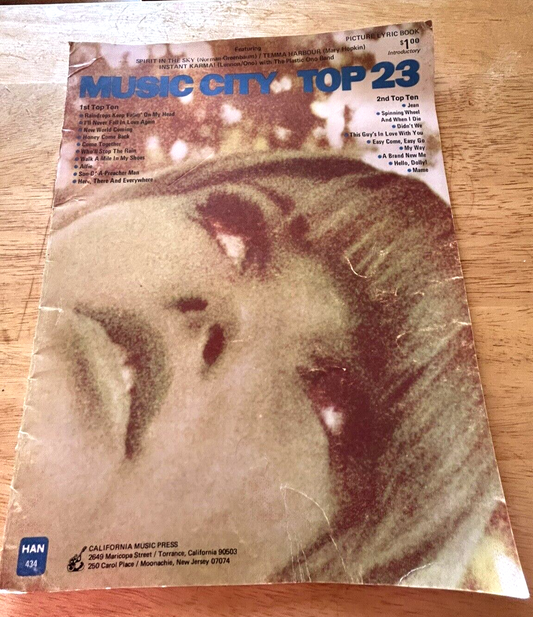 PICTURE LYRIC BOOK
$1.00
Introductory
Featuring
SPIRIT IN THE SKY (Norman Greenbaum) / TEMMA HARBOUR (Mary Hopkin)
INSTANT KARMA! (Lennon/Ono) with The Plastic Ono Band
MUSIC CITY TOP 23
1st Top Ten
Raindrops Keep Fallin' On My Head
I'll Never Fall In Love Again
New World Coming
Honey Come Back
Come Together
Who'll Stop The Rain
Walk A Mile In My Shoes
Alfie
Son Of A Preacher Man
Here, There And Everywhere
2nd Top Ten
Jean
Spinning Wheel
And When I Die
Didn't We
This Guy's In Love With You
Easy Come, Easy Go
My Way
A Brand New Me
Hello, Dolly!
Mame
HAN
434
CALIFORNIA MUSIC PRESS
2649 Maricopa Street / Torrance, California 90503
250 Carol Place / Moonachie, New Jersey 07074